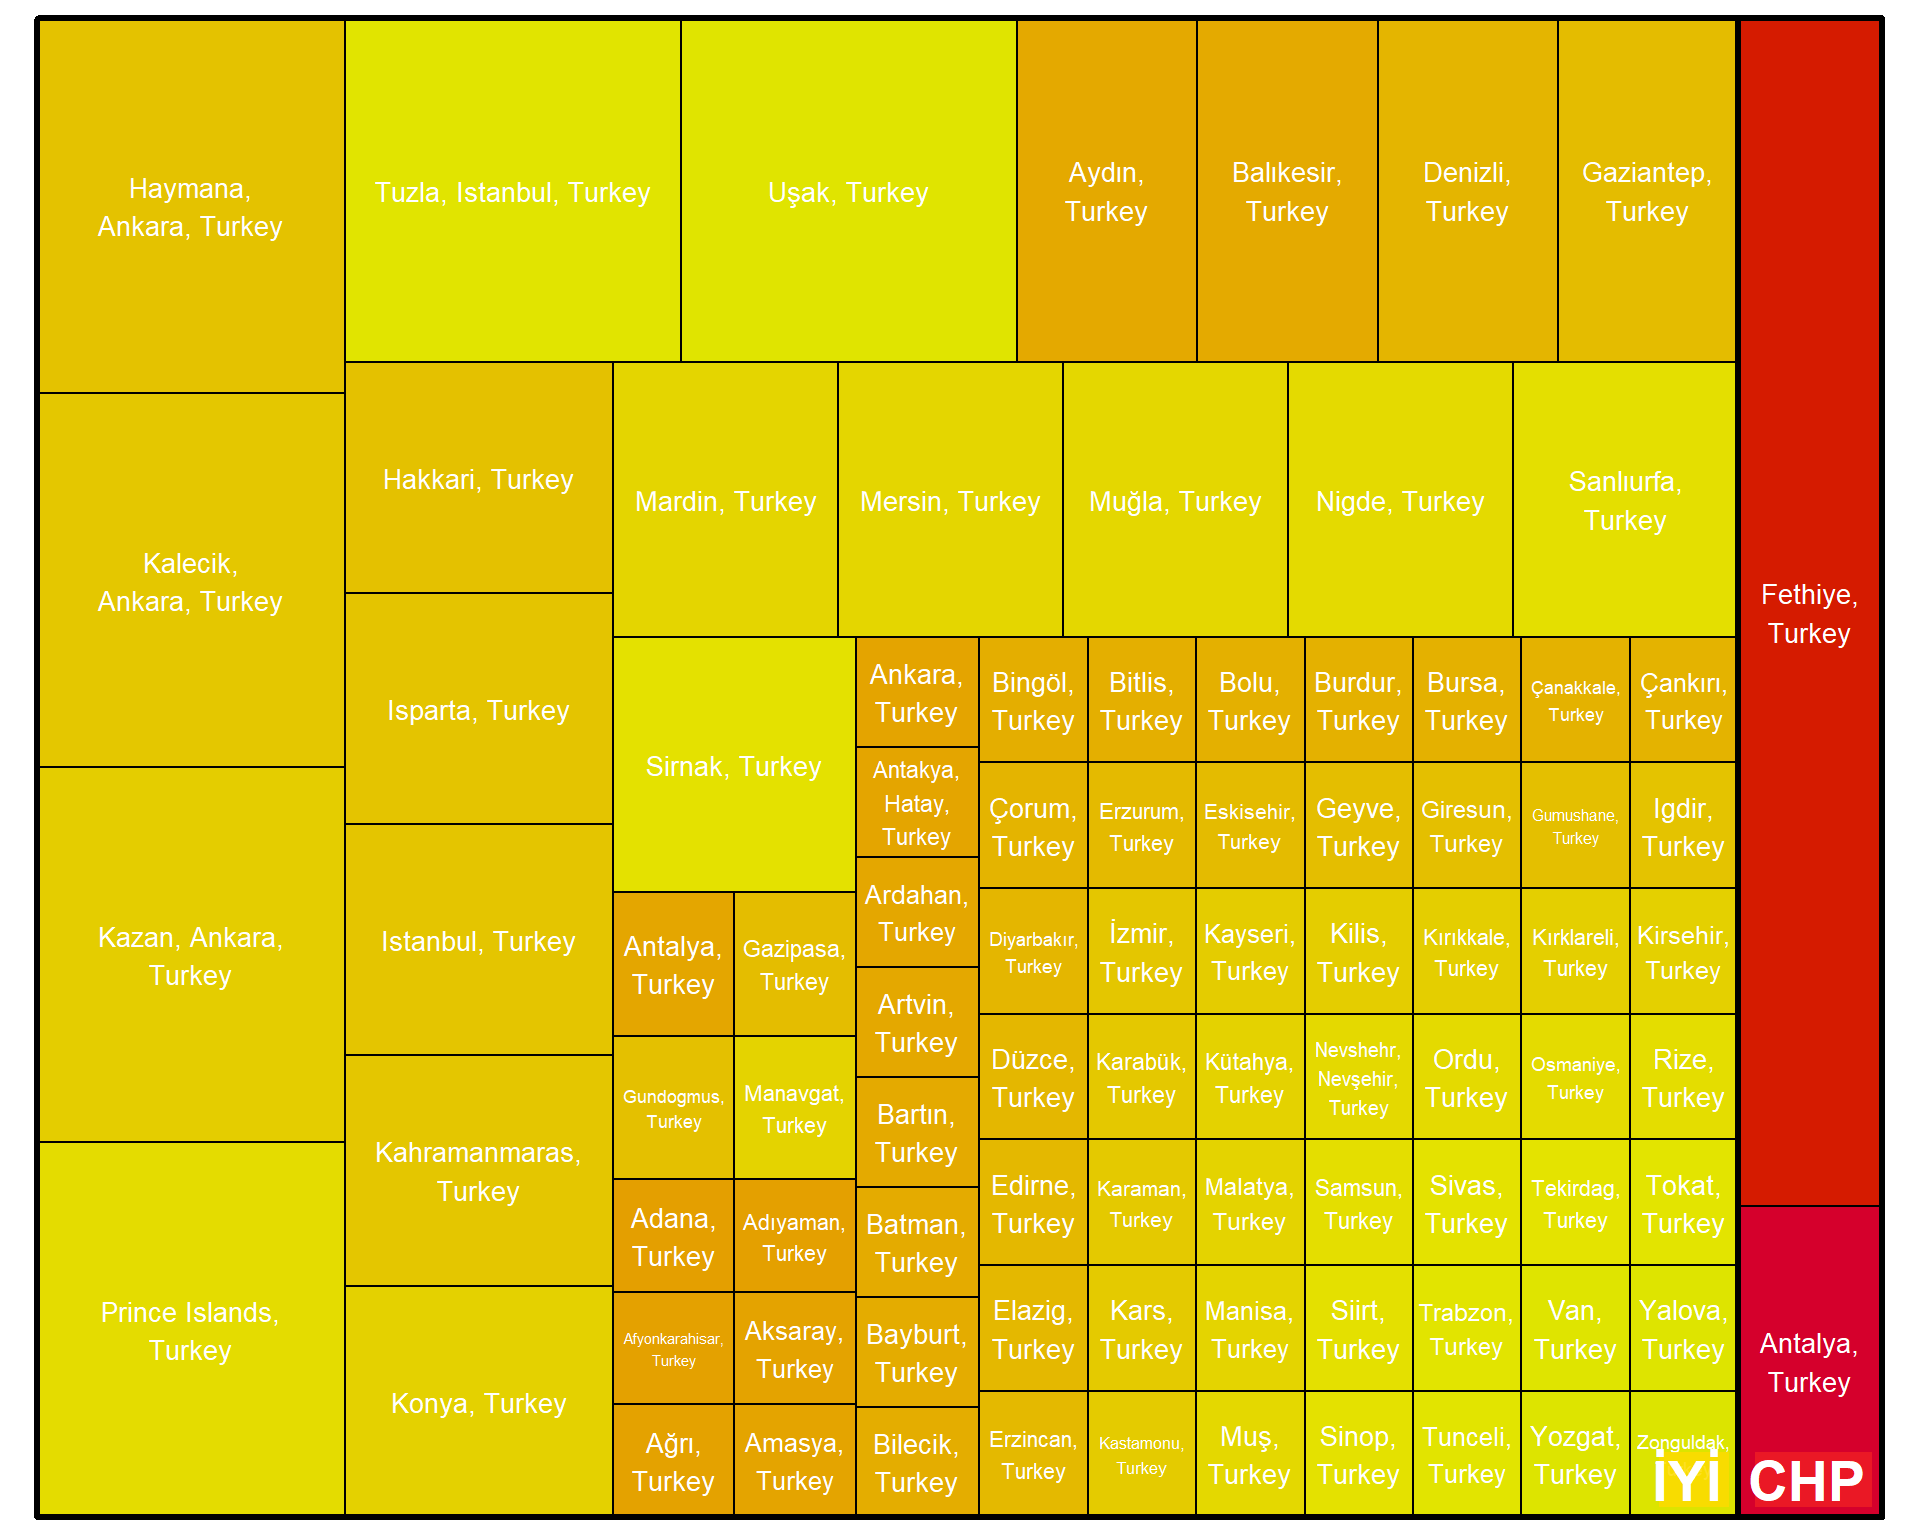 Haymana,
Ankara, Turkey
Kalecik,
Ankara, Turkey
Kazan, Ankara,
Turkey
Prince Islands,
Turkey
Tuzla, Istanbul, Turkey
Uşak, Turkey
Aydın,
Turkey
Balıkesir,
Turkey
Denizli,
Turkey
Gaziantep,
Turkey
Hakkari, Turkey
Isparta, Turkey
Istanbul, Turkey
Kahramanmaras,
Turkey
Konya, Turkey
Mardin, Turkey
Mersin, Turkey
Muğla, Turkey
Nigde, Turkey
Sanlıurfa,
Turkey
Sirnak, Turkey
Antalya,
Turkey
Gazipasa,
Turkey
Gundogmus,
Turkey
Manavgat,
Turkey
Adana,
Turkey
Adıyaman,
Turkey
Afyonkarahisar,
Turkey
Aksaray,
Turkey
Ağrı,
Turkey
Amasya,
Turkey
Ankara,
Turkey
Antakya,
Hatay,
Turkey
Ardahan,
Turkey
Artvin,
Turkey
Bartın,
Turkey
Batman,
Turkey
Bayburt,
Turkey
Bilecik,
Turkey
Bingöl,
Turkey
Bitlis,
Turkey
Bolu,
Turkey
Burdur,
Turkey
Bursa,
Turkey
Çanakkale,
Turkey
Çankırı,
Turkey
Çorum,
Turkey
Erzurum,
Turkey
Eskisehir,
Turkey
Geyve,
Turkey
Giresun,
Turkey
Gumushane,
Turkey
Igdir,
Turkey
Diyarbakır,
Turkey
İzmir,
Turkey
Kayseri,
Turkey
Kilis,
Turkey
Kırıkkale,
Turkey
Kırklareli,
Turkey
Kirsehir,
Turkey
Düzce,
Turkey
Karabük,
Turkey
Kütahya,
Turkey
Nevshehr,
Nevşehir,
Turkey
Ordu,
Turkey
Osmaniye,
Turkey
Rize,
Turkey
Edirne,
Turkey
Karaman,
Turkey
Malatya,
Turkey
Samsun,
Turkey
Sivas,
Turkey
Tekirdag,
Turkey
Tokat,
Turkey
Elazig,
Turkey
Kars,
Turkey
Manisa,
Turkey
Siirt,
Turkey
Trabzon,
Turkey
Van,
Turkey
Yalova,
Turkey
Erzincan,
Turkey
Kastamonu,
Turkey
Muş,
Turkey
Sinop,
Turkey
Tunceli,
Turkey
Yozgat,
Turkey
Zonguldak,
İYİ
Fethiye,
Turkey
Antalya,
Turkey
CHP